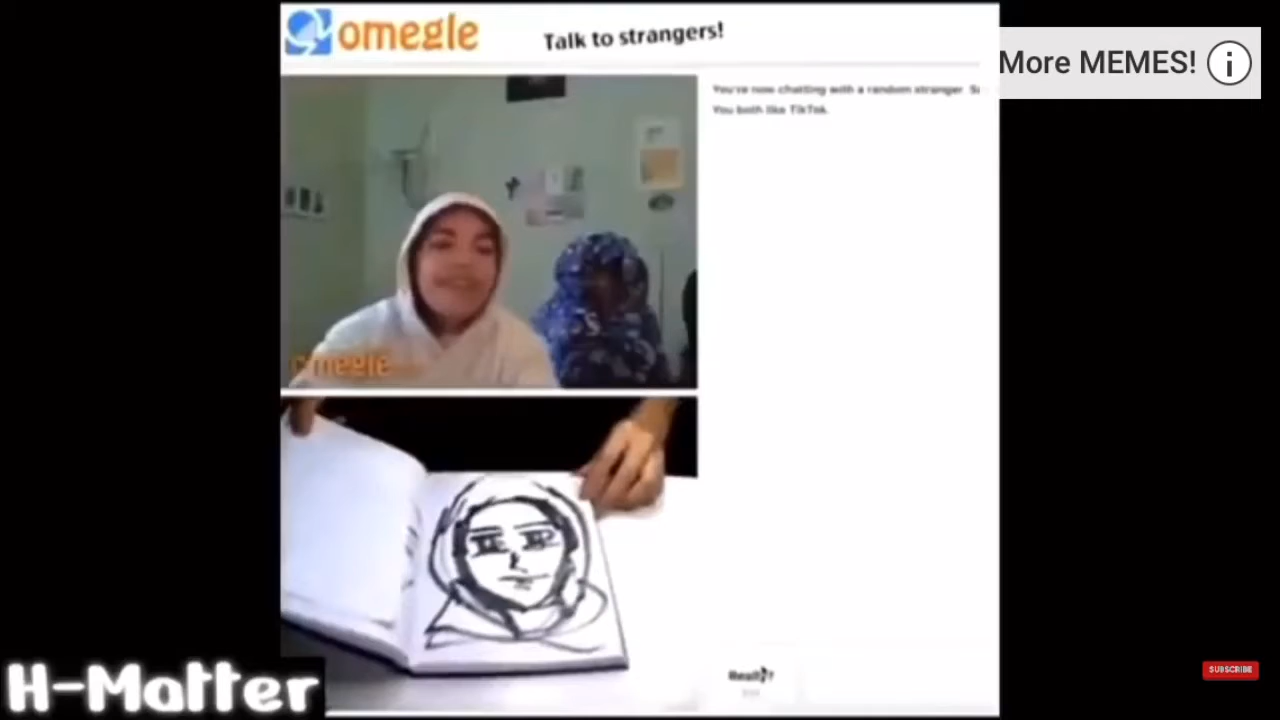 omegle
Talk to strangers!
More MEMES!
You're now chatting with a random stranger.
You both like TikTok.
omegle
Really?
H-Matter
SUBSCRIBE